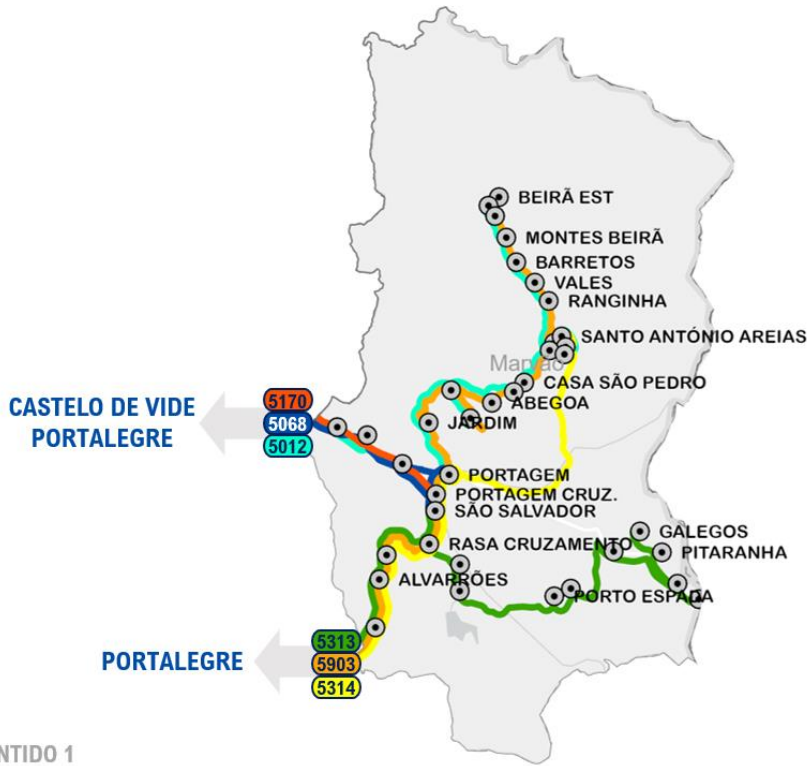 BEIRÃ EST
MONTES BEIRÃ
BARRETOS
VALES
RANGINHA
SANTO ANTÓNIO AREIAS
Marvão
CASA SÃO PEDRO
ABEGOA
JARDIM
CASTELO DE VIDE
PORTALEGRE
5170
5068
5012
PORTAGEM
PORTAGEM CRUZ.
SÃO SALVADOR
GALEGOS
RASA CRUZAMENTO
PITARANHA
ALVARRÕES
PORTO ESPADA
PORTALEGRE
5313
5903
5314
NTIDO 1